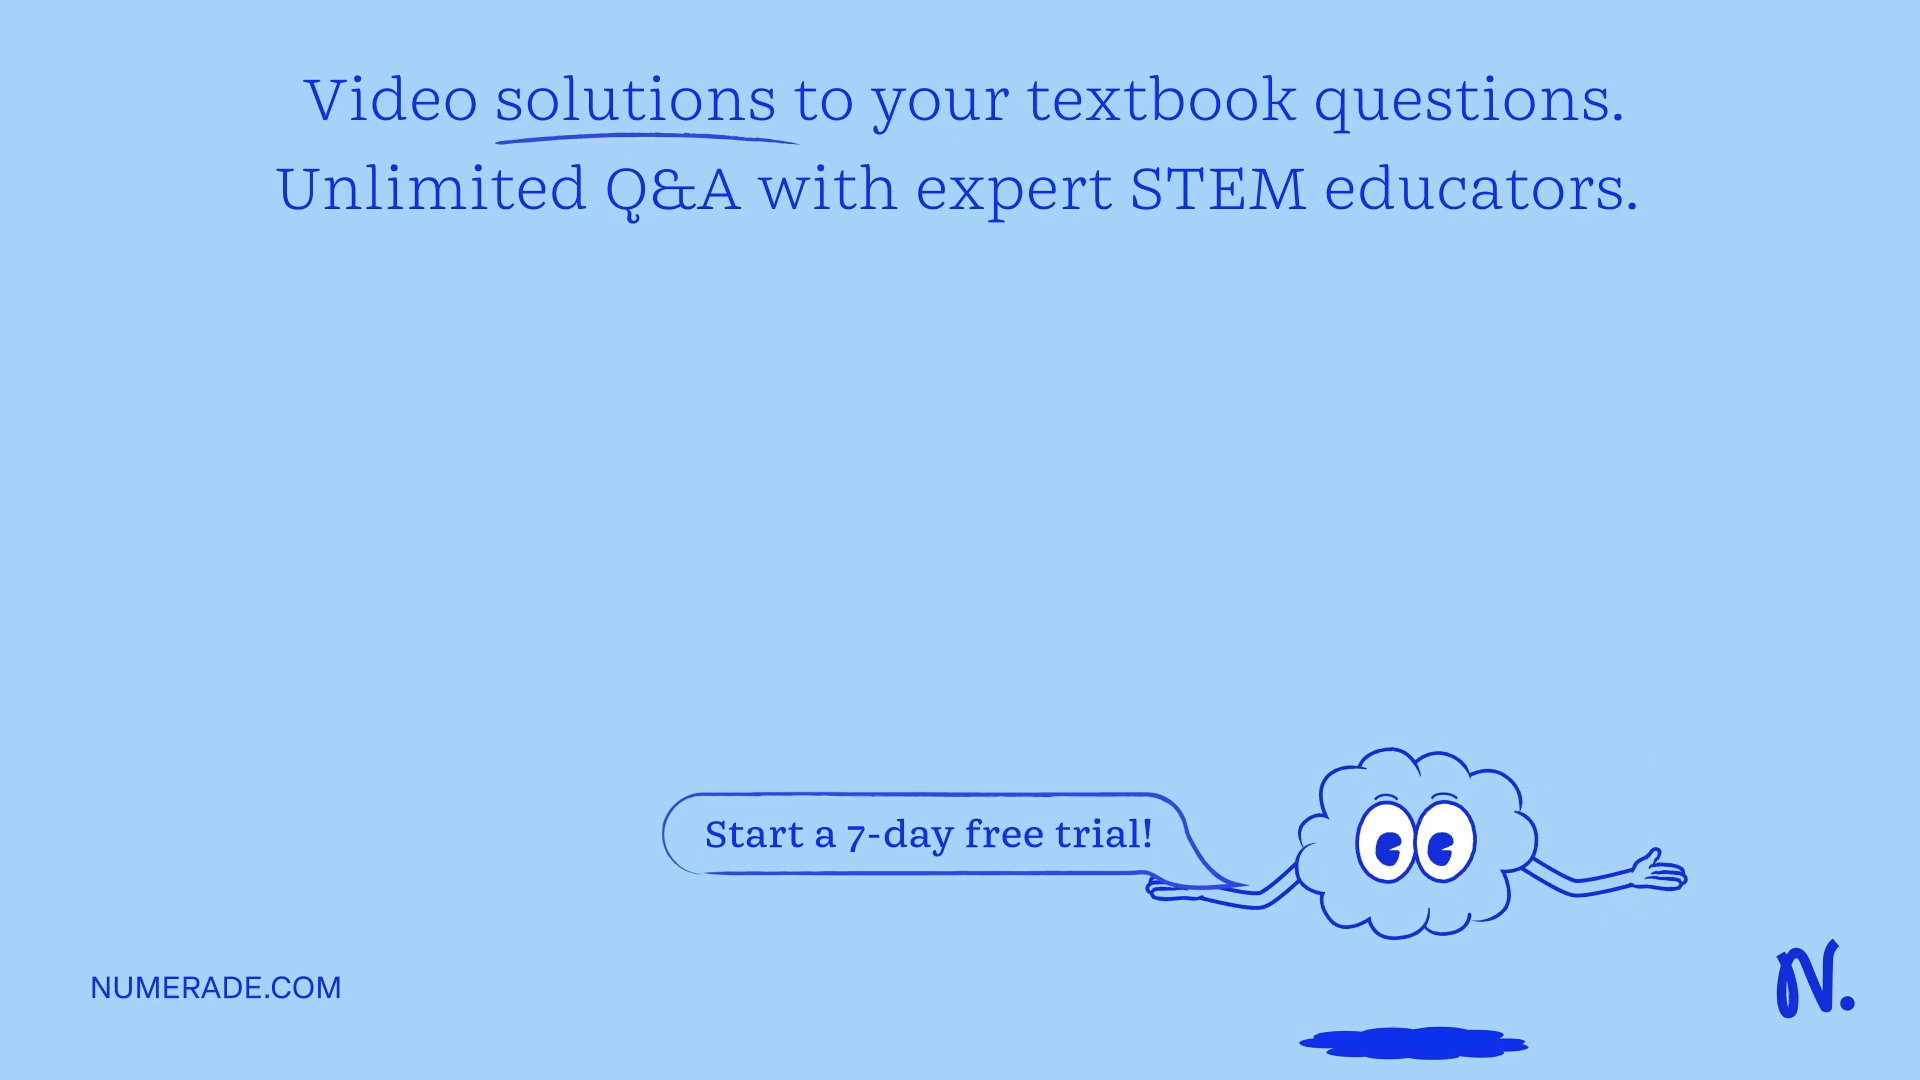 Video solutions to your textbook questions.
Unlimited Q&A with expert STEM educators.
Start a 7-day free trial!
NUMERADE.COM
N.